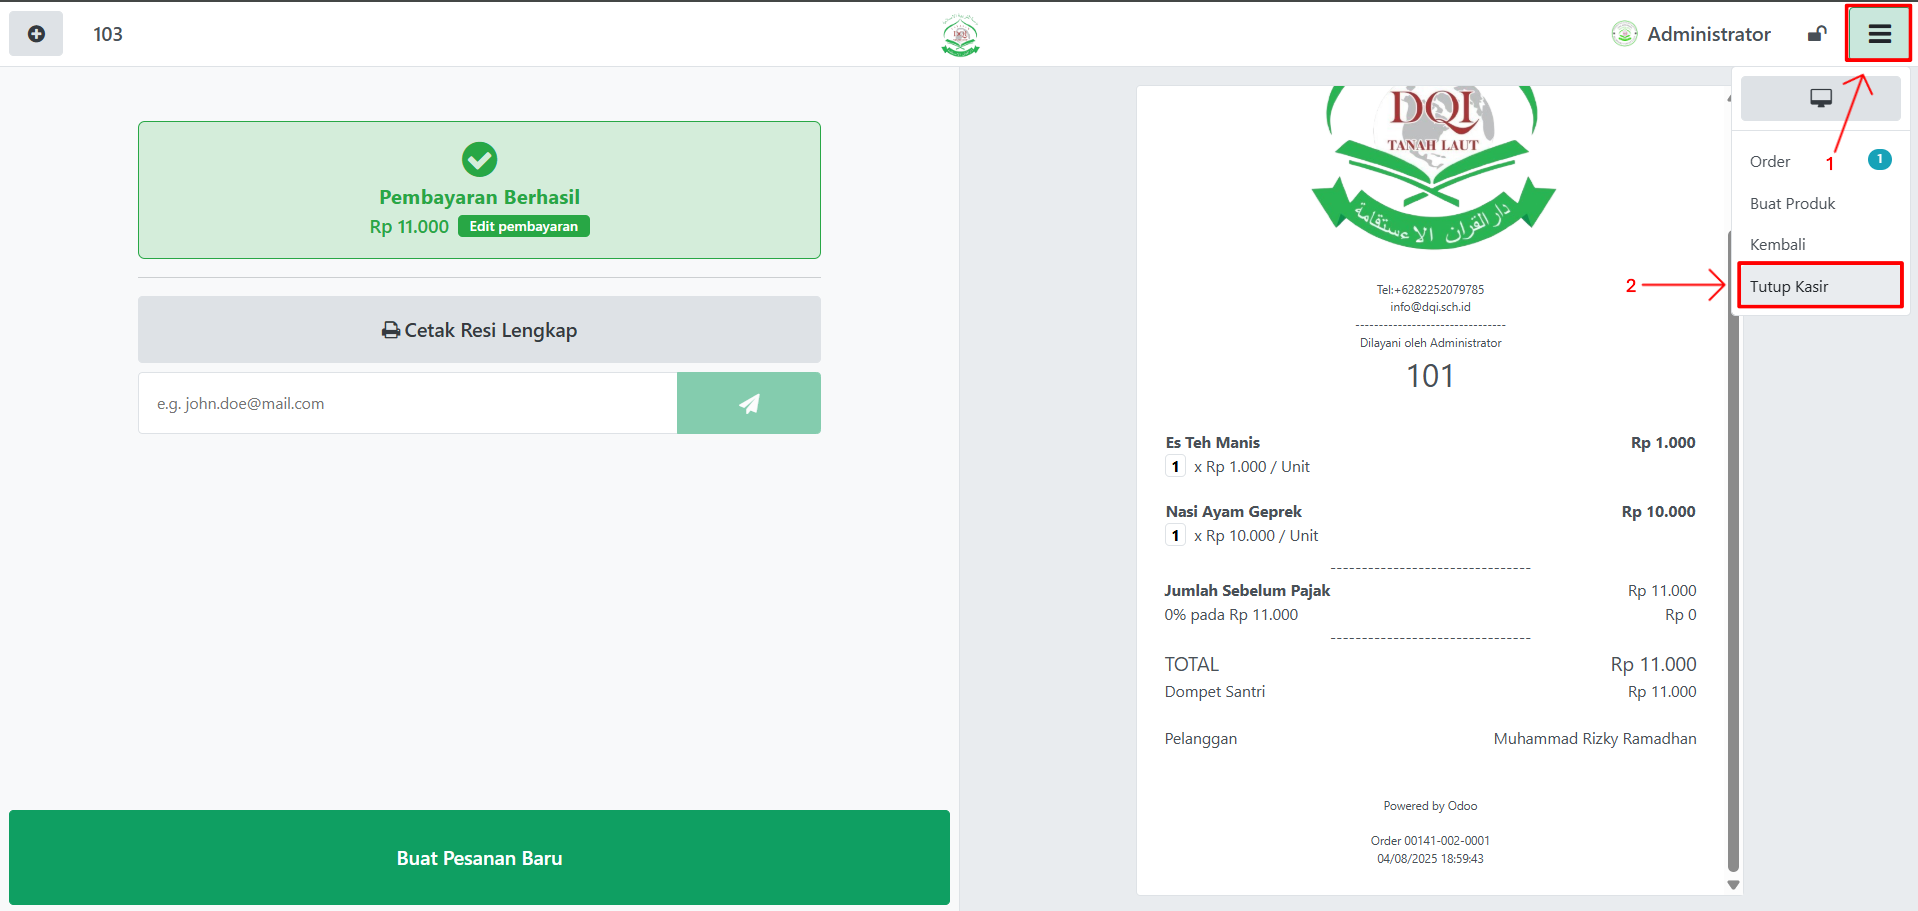 103
Administrator
Pembayaran Berhasil
Rp 11.000 Edit pembayaran
Cetak Resi Lengkap
e.g. john.doe@mail.com
Buat Pesanan Baru
DQI
TANAH LAUT
دار القران الاءستقامة
Tel:+6282252079785
info@dqi.sch.id
--------------------------------
Dilayani oleh Administrator
101
Es Teh Manis Rp 1.000
1 x Rp 1.000 / Unit
Nasi Ayam Geprek Rp 10.000
1 x Rp 10.000 / Unit
--------------------------------
Jumlah Sebelum Pajak Rp 11.000
0% pada Rp 11.000 Rp 0
--------------------------------
TOTAL Rp 11.000
Dompet Santri Rp 11.000
Pelanggan Muhammad Rizky Ramadhan
Powered by Odoo
Order 00141-002-0001
04/08/2025 18:59:43
Order 1 1
Buat Produk
Kembali
2 Tutup Kasir